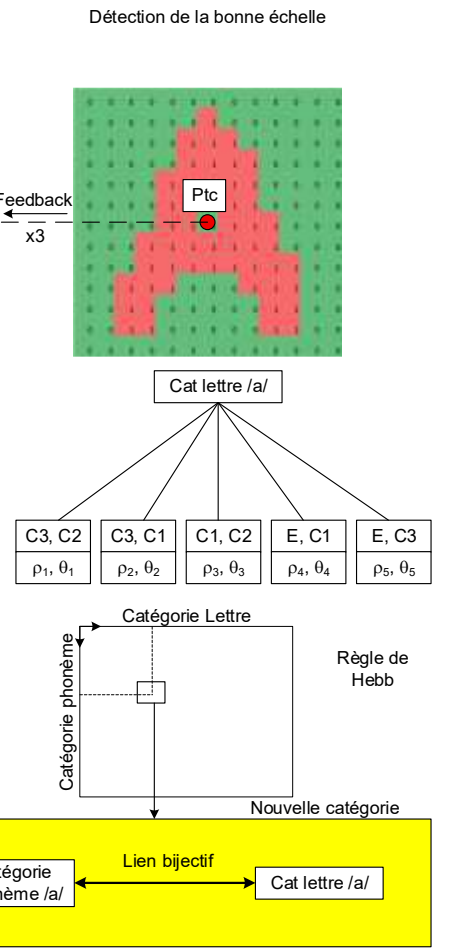 Détection de la bonne échelle
Ptc
Feedback
x3
Cat lettre /a/
C3, C2
C3, C1
C1, C2
E, C1
E, C3
ρ1, θ1
ρ2, θ2
ρ3, θ3
ρ4, θ4
ρ5, θ5
Catégorie Lettre
Catégorie phonème
Règle de
Hebb
Nouvelle catégorie
Lien bijectif
Cat lettre /a/
/a/